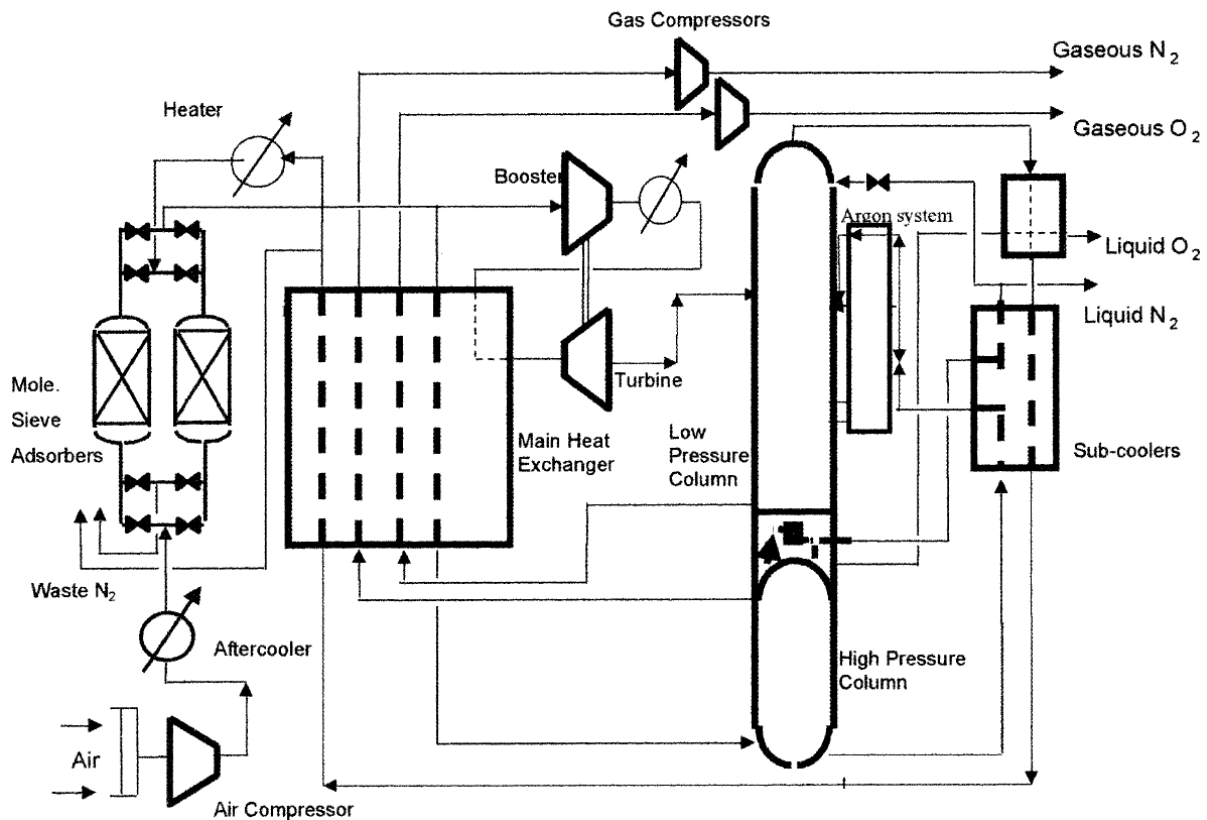 Gas Compressors
Gaseous N2
Gaseous O2
Heater
Booster
Argon system
Liquid O2
Liquid N2
Turbine
Mole.
Sieve
Adsorbers
Main Heat
Exchanger
Low
Pressure
Column
Sub-coolers
Waste N2
Aftercooler
High Pressure
Column
Air
Air Compressor